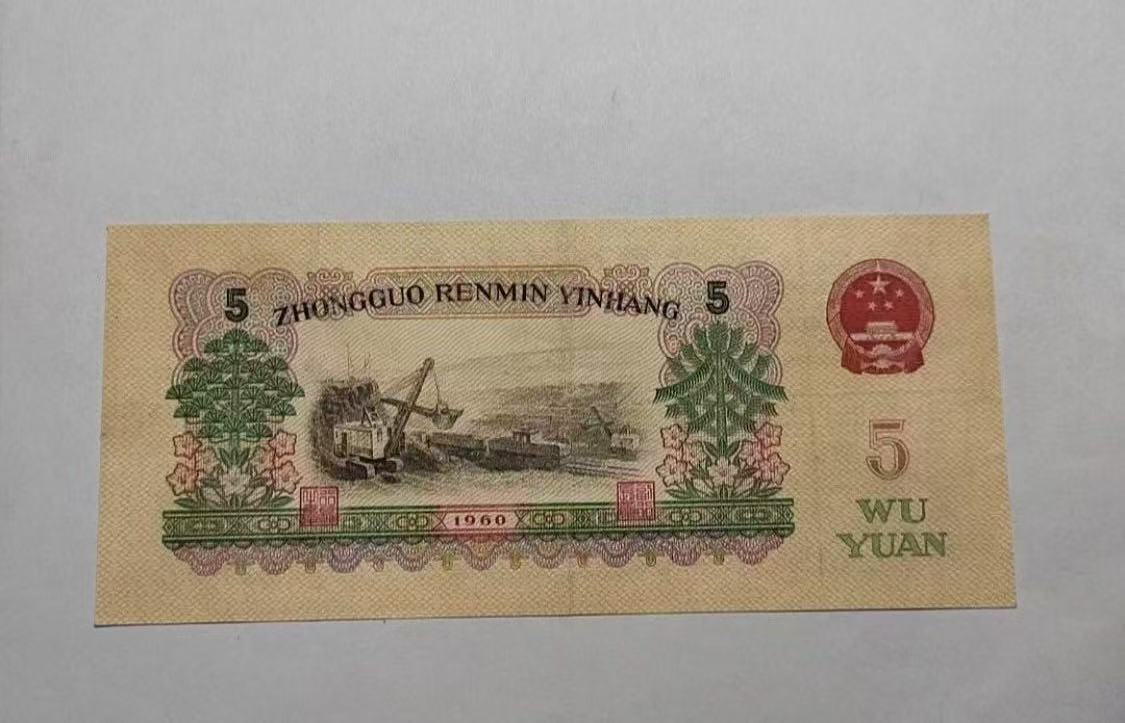 5 ZHONGGUO RENMIN YINHANG 5
1960
5
WU
YUAN